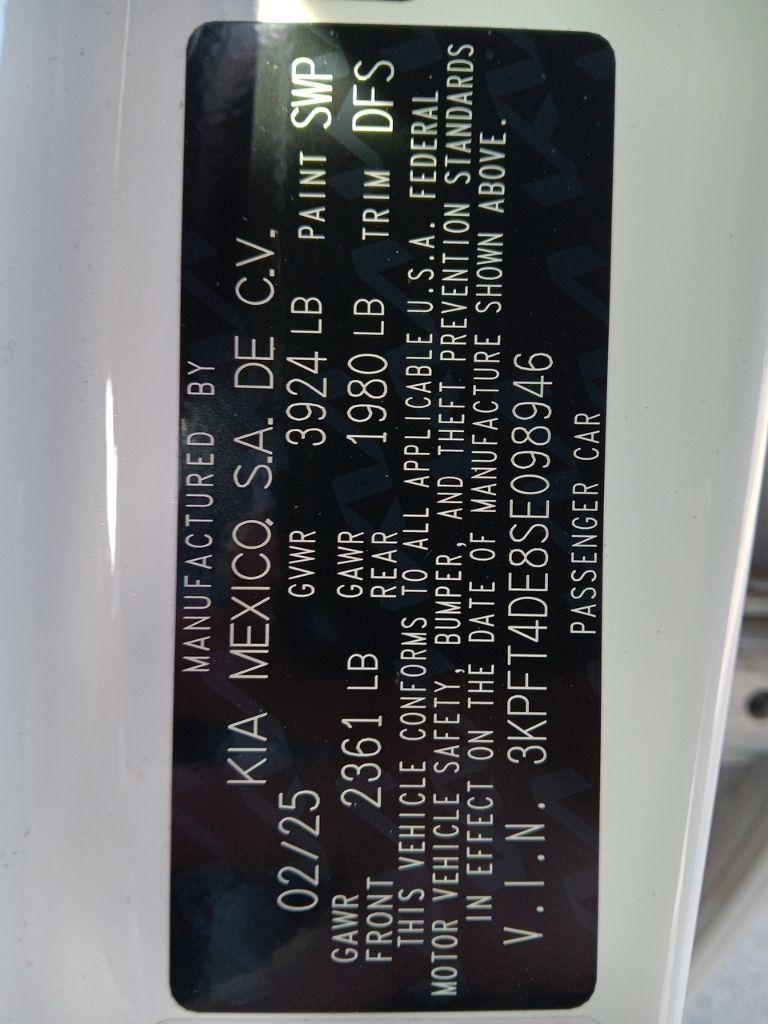 MANUFACTURED BY
KIA MEXICO, S.A. DE C.V.
02/25 GVWR 3924 LB PAINT SWP
GAWR FRONT 2361 LB GAWR REAR 1980 LB TRIM DFS
THIS VEHICLE CONFORMS TO ALL APPLICABLE U.S.A. FEDERAL
MOTOR VEHICLE SAFETY, BUMPER, AND THEFT PREVENTION STANDARDS
IN EFFECT ON THE DATE OF MANUFACTURE SHOWN ABOVE.
V.I.N. 3KPFT4DE8SE098946
PASSENGER CAR